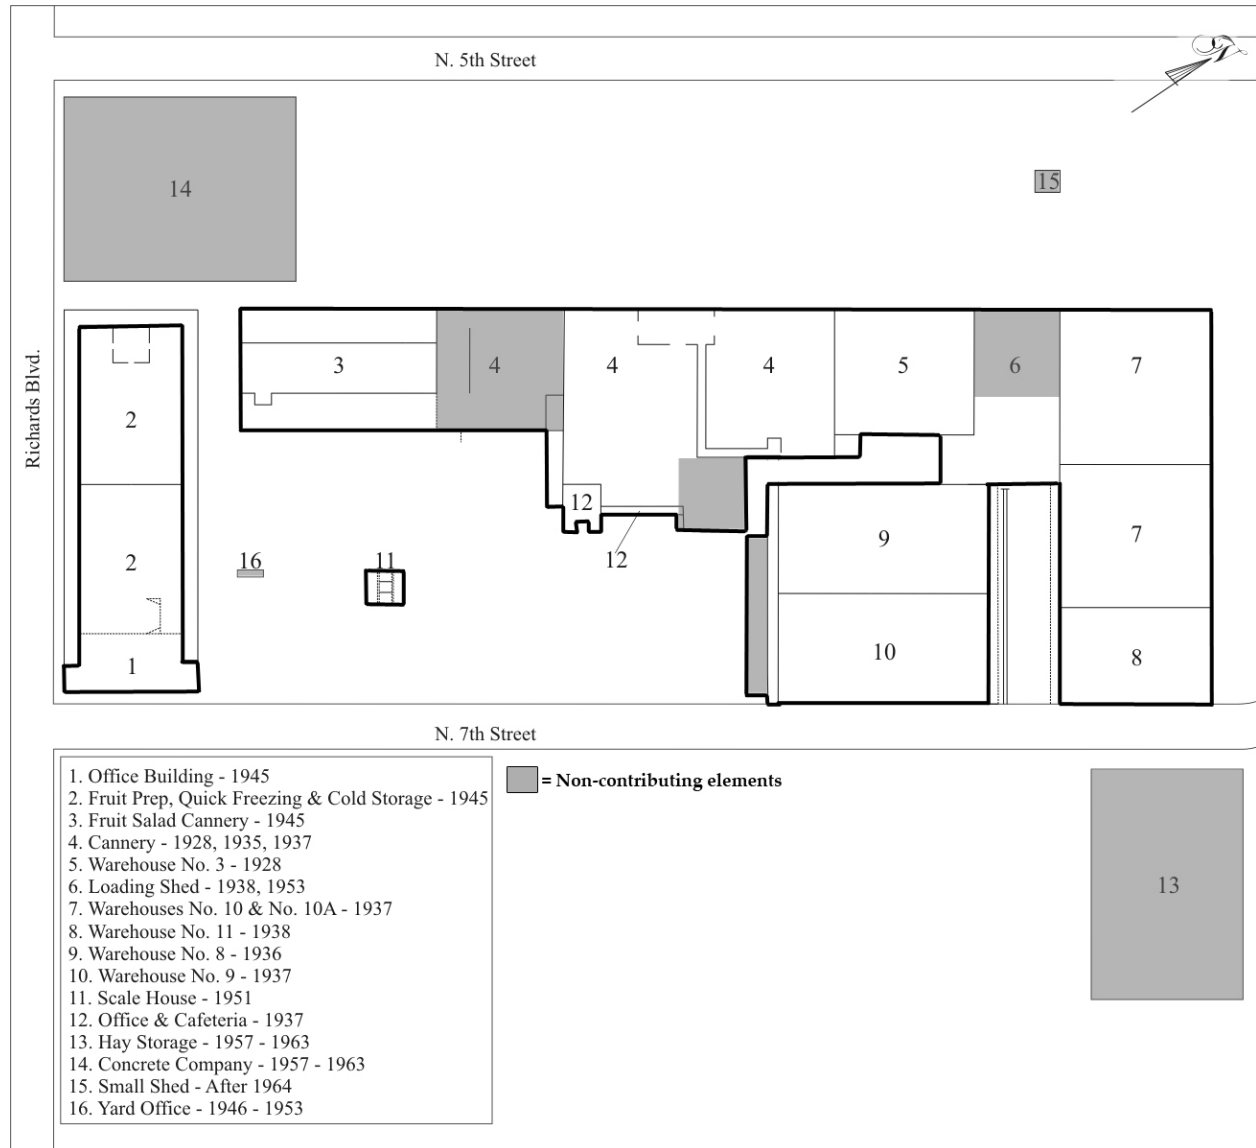 N. 5th Street
N
14
15
Richards Blvd.
2
3
4
4
4
5
6
7
2
16
11
12
12
9
7
1
10
8
N. 7th Street
1. Office Building - 1945
2. Fruit Prep, Quick Freezing & Cold Storage - 1945
3. Fruit Salad Cannery - 1945
4. Cannery - 1928, 1935, 1937
5. Warehouse No. 3 - 1928
6. Loading Shed - 1938, 1953
7. Warehouses No. 10 & No. 10A - 1937
8. Warehouse No. 11 - 1938
9. Warehouse No. 8 - 1936
10. Warehouse No. 9 - 1937
11. Scale House - 1951
12. Office & Cafeteria - 1937
13. Hay Storage - 1957 - 1963
14. Concrete Company - 1957 - 1963
15. Small Shed - After 1964
16. Yard Office - 1946 - 1953
= Non-contributing elements
13